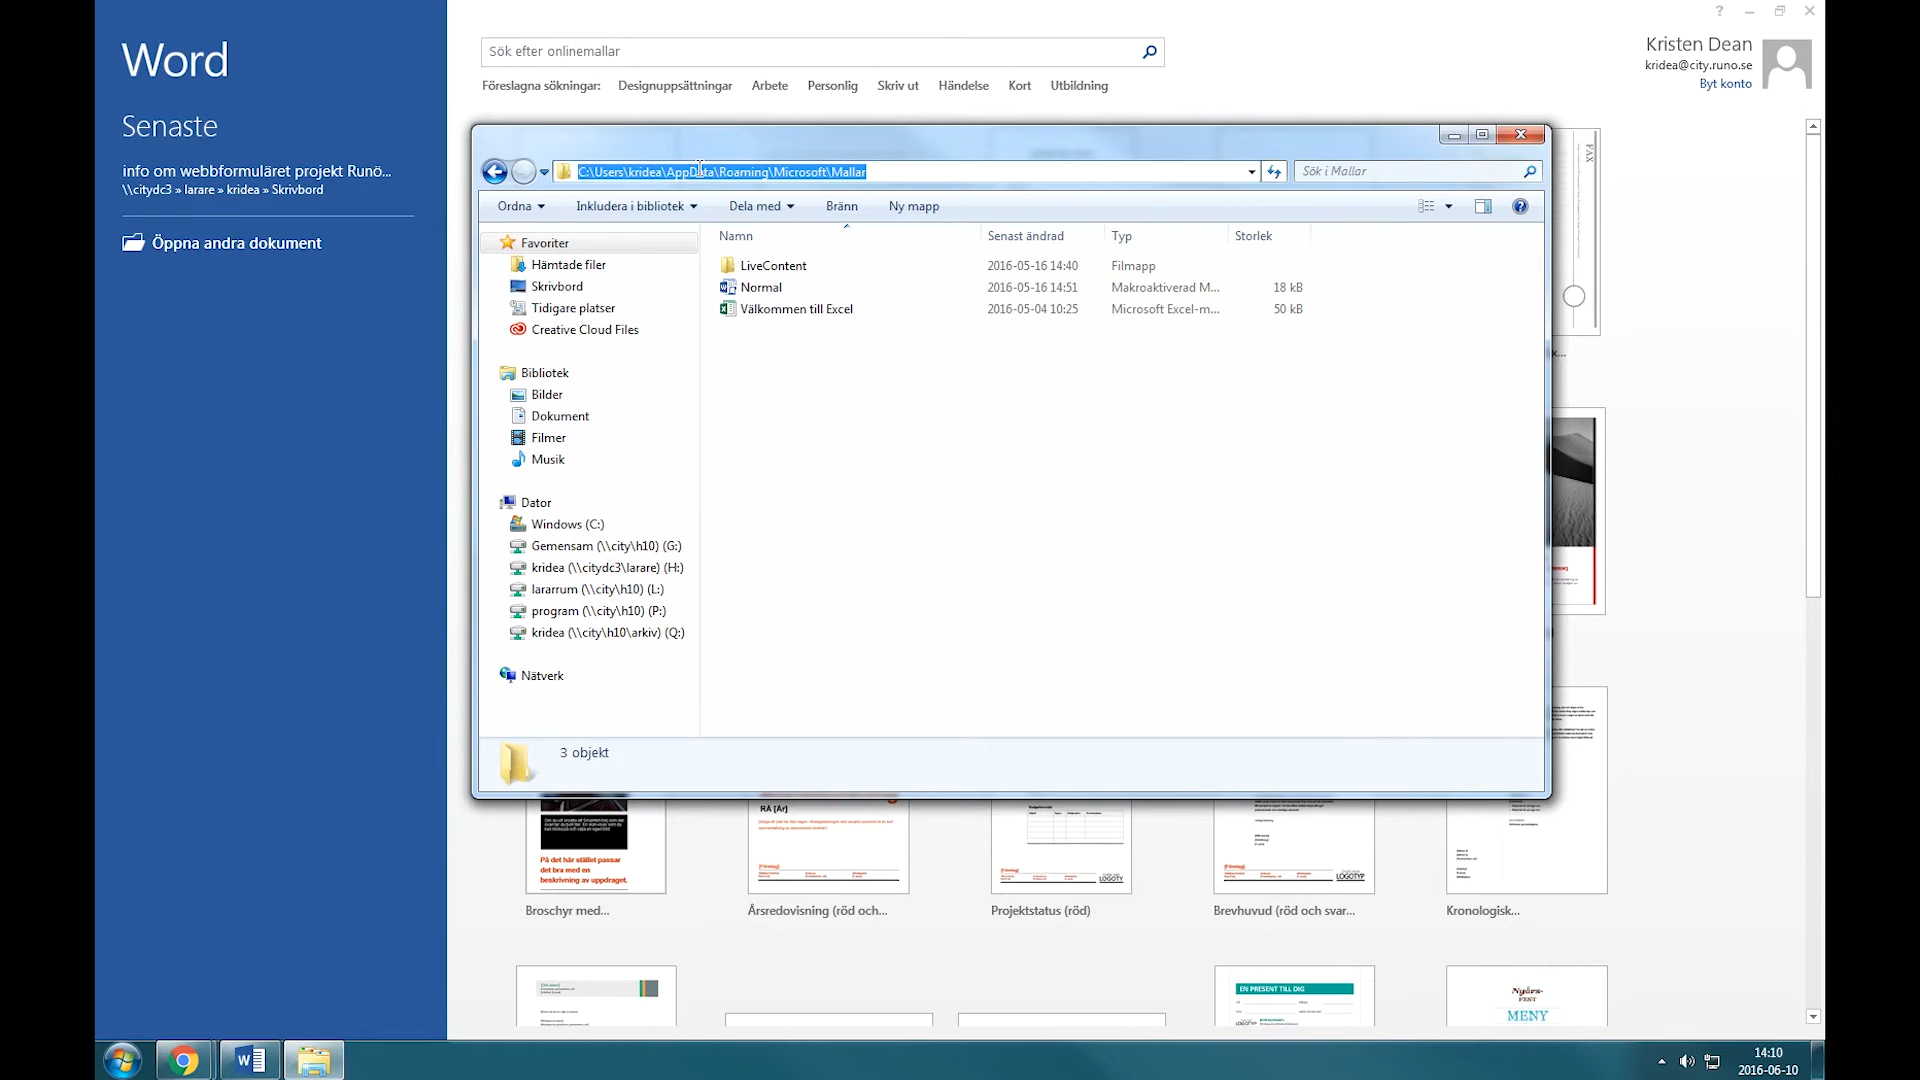 Word
Senaste
info om webbformuläret projekt Runö...
\\citydc3 » larare » kridea » Skrivbord
Öppna andra dokument
Sök efter onlinemallar
Föreslagna sökningar: Designuppsättningar Arbete Personlig Skriv ut Händelse Kort Utbildning
Kristen Dean
kridea@city.runo.se
Byt konto
C:\Users\kridea\AppData\Roaming\Microsoft\Mallar
Sök i Mallar
Ordna Inkludera i bibliotek Dela med Bränn Ny mapp
Namn Senast ändrad Typ Storlek
LiveContent 2016-05-16 14:40 Filmapp
Normal 2016-05-16 14:51 Makroaktiverad M... 18 kB
Välkommen till Excel 2016-05-04 10:25 Microsoft Excel-m... 50 kB
Favoriter
Hämtade filer
Skrivbord
Tidigare platser
Creative Cloud Files
Bibliotek
Bilder
Dokument
Filmer
Musik
Dator
Windows (C:)
Gemensam (\\city\h10) (G:)
kridea (\\citydc3\larare) (H:)
lararrum (\\city\h10) (L:)
program (\\city\h10) (P:)
kridea (\\city\h10\arkiv) (Q:)
Nätverk
3 objekt
FAX
x...
På det här stället passar
det bra med en
beskrivning av uppdraget.
RÅ [År]
[Företag]
LOGOTYP
Broschyr med...
Årsredovisning (röd och...
Projektstatus (röd)
Brevhuvud (röd och svar...
Kronologisk...
EN PRESENT TILL DIG
Nyårs-
FEST
MENY
14:10
2016-06-10